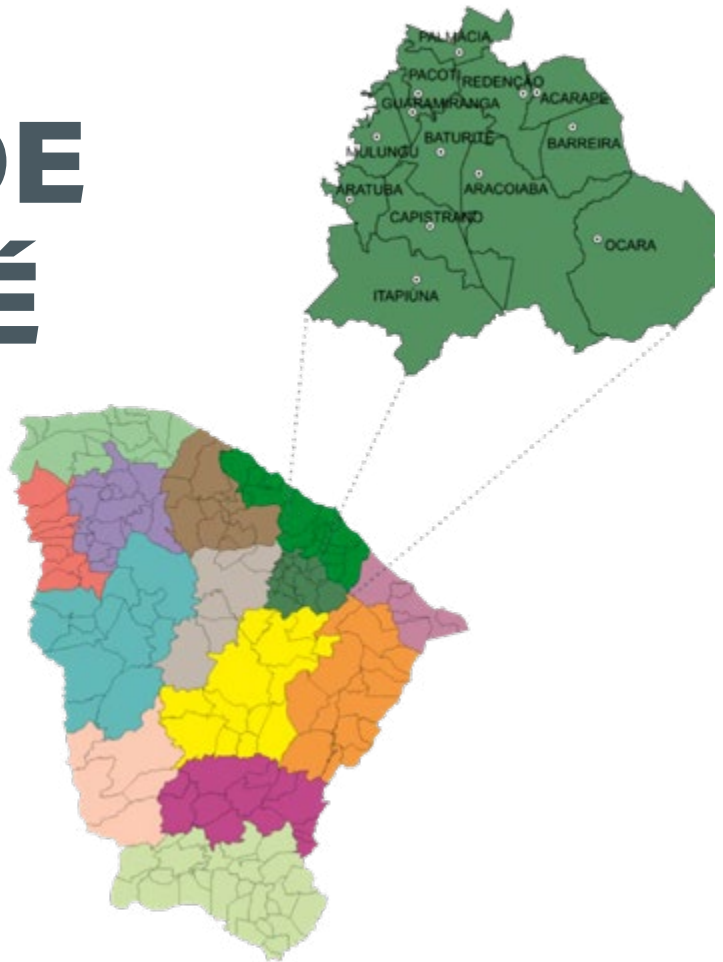 DE
É
PALMÁCIA
PACOTI
REDENÇÃO
ACARAPE
GUARAMIRANGA
BATURITÉ
BARREIRA
MULUNGU
ARATUBA
ARACOIABA
CAPISTRANO
OCARA
ITAPIÚNA